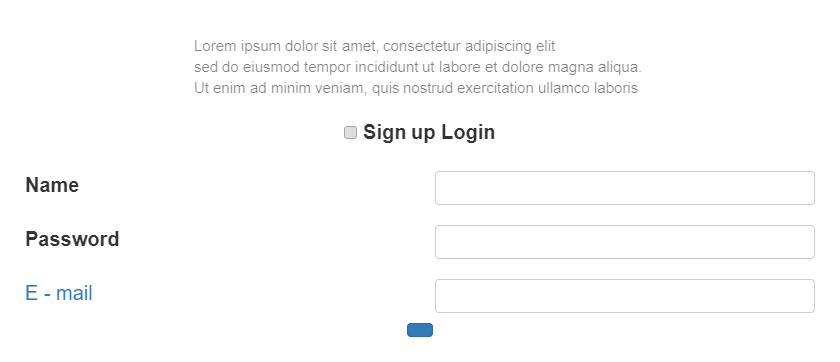 Lorem ipsum dolor sit amet, consectetur adipiscing elit
sed do eiusmod tempor incididunt ut labore et dolore magna aliqua.
Ut enim ad minim veniam, quis nostrud exercitation ullamco laboris
Sign up Login
Name
Password
E - mail